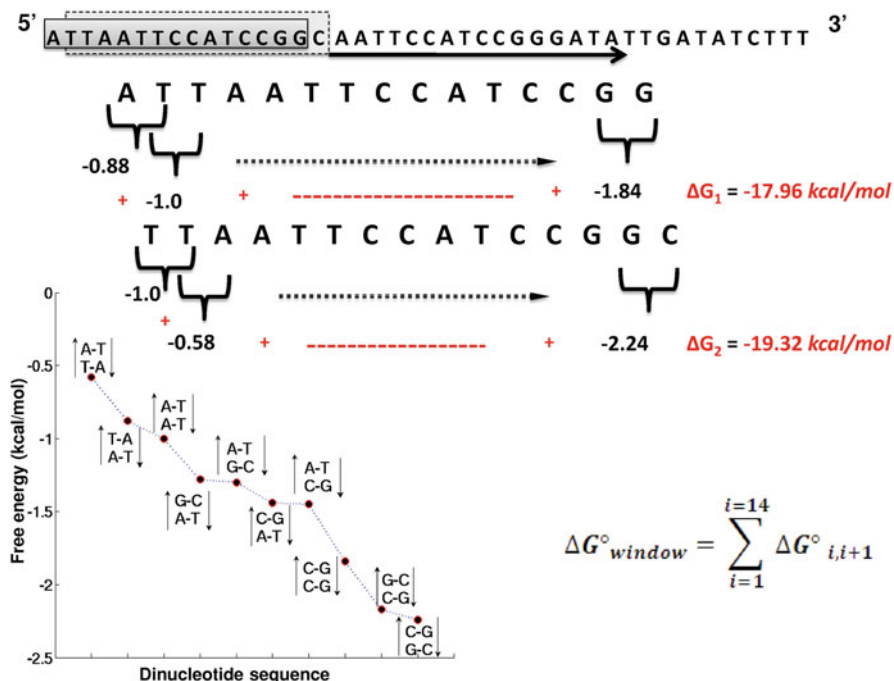 5’ 3’
ATTAATTCCATCCGGCAATTCCATCCGGGATATTGATATCTTT
A T T A A T T C C A T C C G G
-0.88
+ -1.0 + + -1.84 ΔG₁ = -17.96 kcal/mol
T T A A T T C C A T C C G G C
-1.0
+
-0.58 + + -2.24 ΔG₂ = -19.32 kcal/mol
0
-0.5
-1
-1.5
-2
-2.5
Free energy (kcal/mol)
A-T
T-A
T-A
A-T
A-T
A-T
G-C
A-T
A-T
G-C
C-G
A-T
A-T
C-G
C-G
C-G
G-C
C-G
C-G
G-C
Dinucleotide sequence
ΔG°window = ∑ i=1 i=14 ΔG° i,i+1